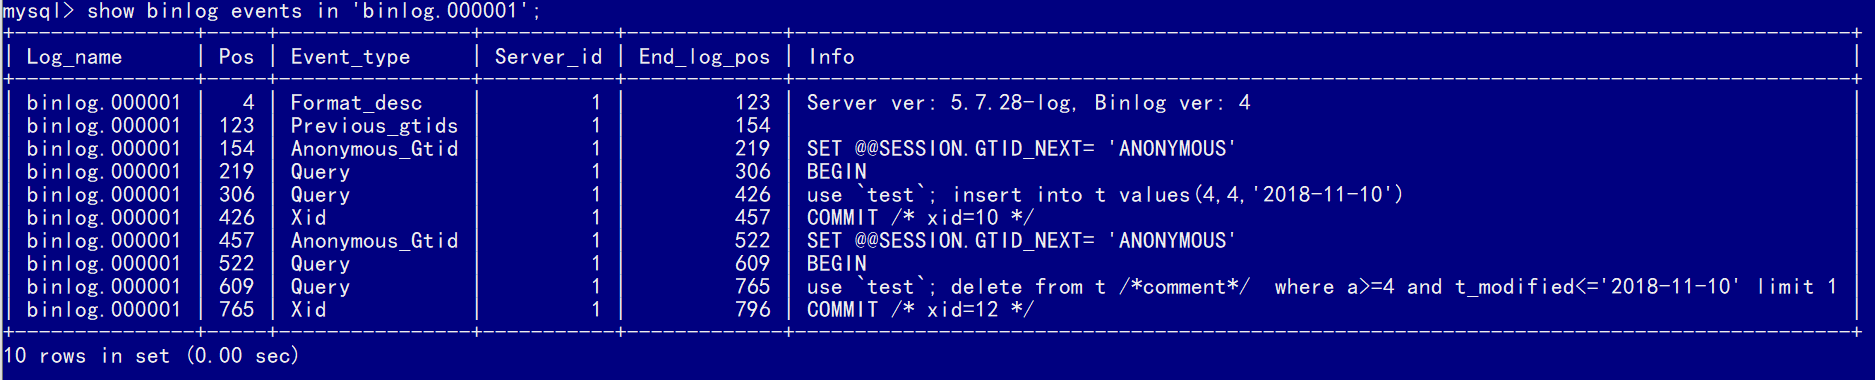 mysql> show binlog events in 'binlog.000001';
+---------------+-----+----------------+-----------+-------------+-------------------------------------------------------------------------------------------+
| Log_name      | Pos | Event_type     | Server_id | End_log_pos | Info                                                                                      |
+---------------+-----+----------------+-----------+-------------+-------------------------------------------------------------------------------------------+
| binlog.000001 |   4 | Format_desc    |         1 |         123 | Server ver: 5.7.28-log, Binlog ver: 4                                                     |
| binlog.000001 | 123 | Previous_gtids |         1 |         154 |                                                                                           |
| binlog.000001 | 154 | Anonymous_Gtid |         1 |         219 | SET @@SESSION.GTID_NEXT= 'ANONYMOUS'                                                      |
| binlog.000001 | 219 | Query          |         1 |         306 | BEGIN                                                                                     |
| binlog.000001 | 306 | Query          |         1 |         426 | use `test`; insert into t values(4,4,'2018-11-10')                                        |
| binlog.000001 | 426 | Xid            |         1 |         457 | COMMIT /* xid=10 */                                                                       |
| binlog.000001 | 457 | Anonymous_Gtid |         1 |         522 | SET @@SESSION.GTID_NEXT= 'ANONYMOUS'                                                      |
| binlog.000001 | 522 | Query          |         1 |         609 | BEGIN                                                                                     |
| binlog.000001 | 609 | Query          |         1 |         765 | use `test`; delete from t /*comment*/  where a>=4 and t_modified<='2018-11-10' limit 1 |
| binlog.000001 | 765 | Xid            |         1 |         796 | COMMIT /* xid=12 */                                                                       |
+---------------+-----+----------------+-----------+-------------+-------------------------------------------------------------------------------------------+
10 rows in set (0.00 sec)